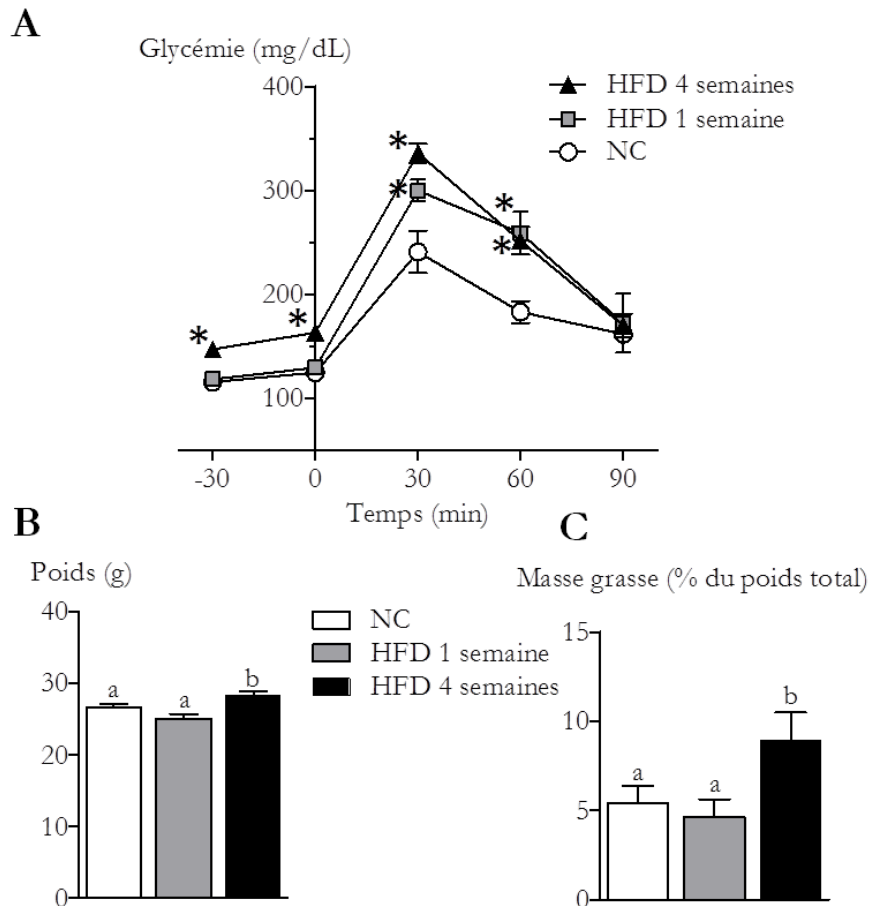 A
Glycémie (mg/dL)
400
300
200
100
HFD 4 semaines
HFD 1 semaine
NC
*
*
*
*
*
*
-30 0 30 60 90
Temps (min)
B
Poids (g)
40
30
20
10
0
a a b
NC
HFD 1 semaine
HFD 4 semaines
C
Masse grasse (% du poids total)
15
10
5
0
a a b